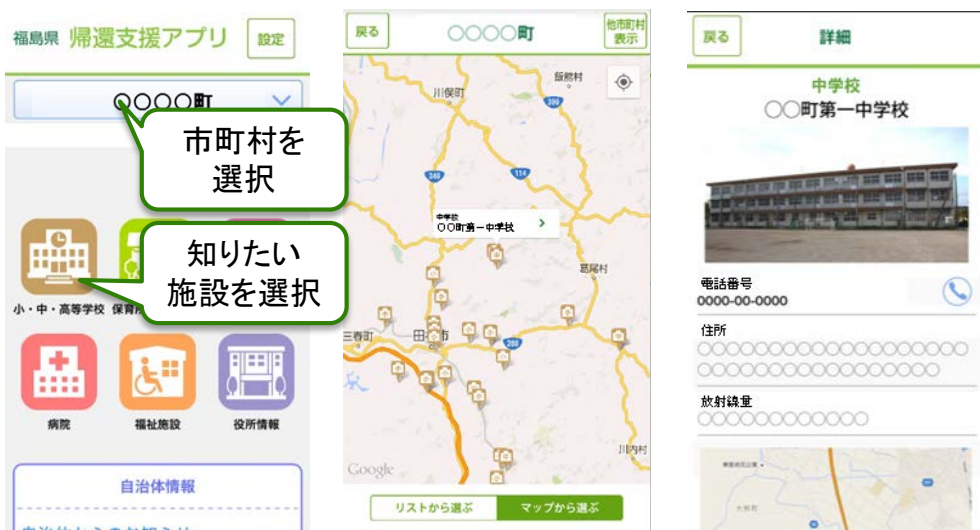 福島県 帰還支援アプリ 設定
○○○○町
市町村を
選択
知りたい
施設を選択
小・中・高等学校 保育
病院 福祉施設 役所情報
自治体情報
自治体からのお知らせ
戻る ○○○○町 他市町村
表示
飯舘村
川俣町
399
349 114
中学校
○○町第一中学校
葛尾村
三春町 田 市
288
川内村
Google
リストから選ぶ マップから選ぶ
戻る 詳細
中学校
○○町第一中学校
電話番号
0000-00-0000
住所
○○○○○○○○○○○○○○○○○○○
○○○○○○○○○○○○○○○○○
放射線量
○○○○○○○○○○○○
大熊町